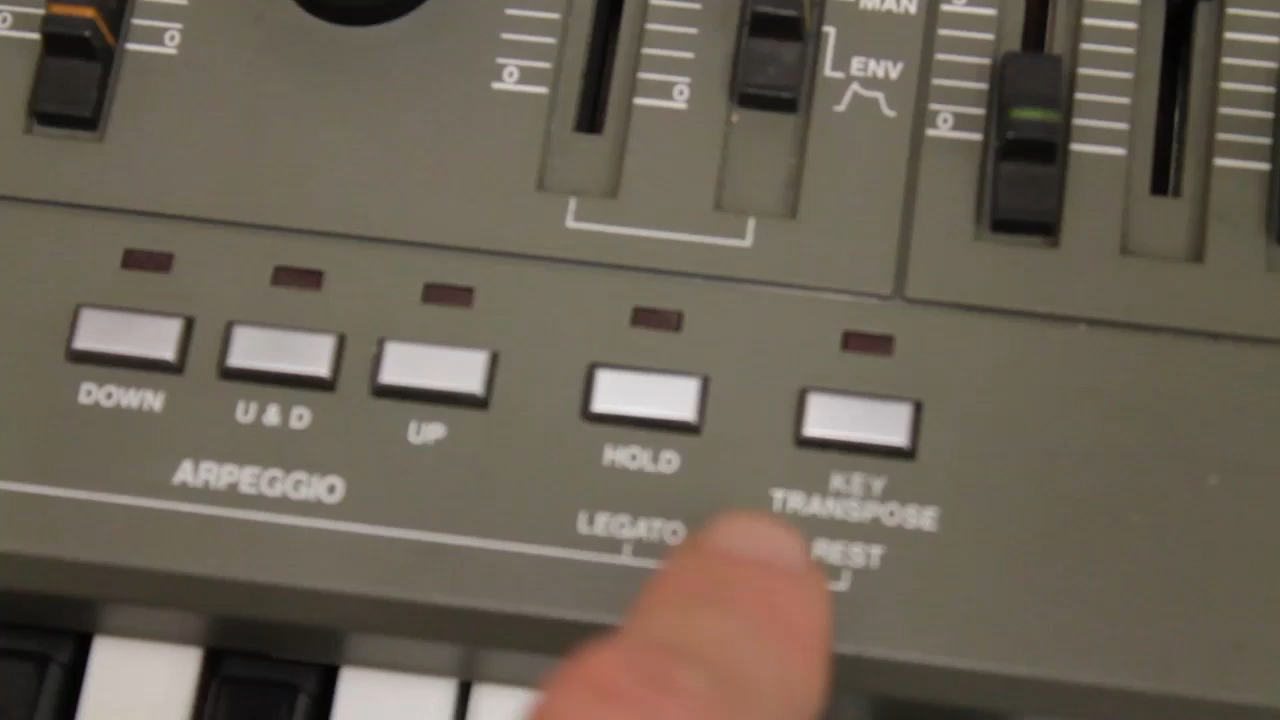 MAN
0
0
0
0
ENV
0
DOWN
U & D
UP
HOLD
KEY
TRANSPOSE
ARPEGGIO
LEGATO
REST